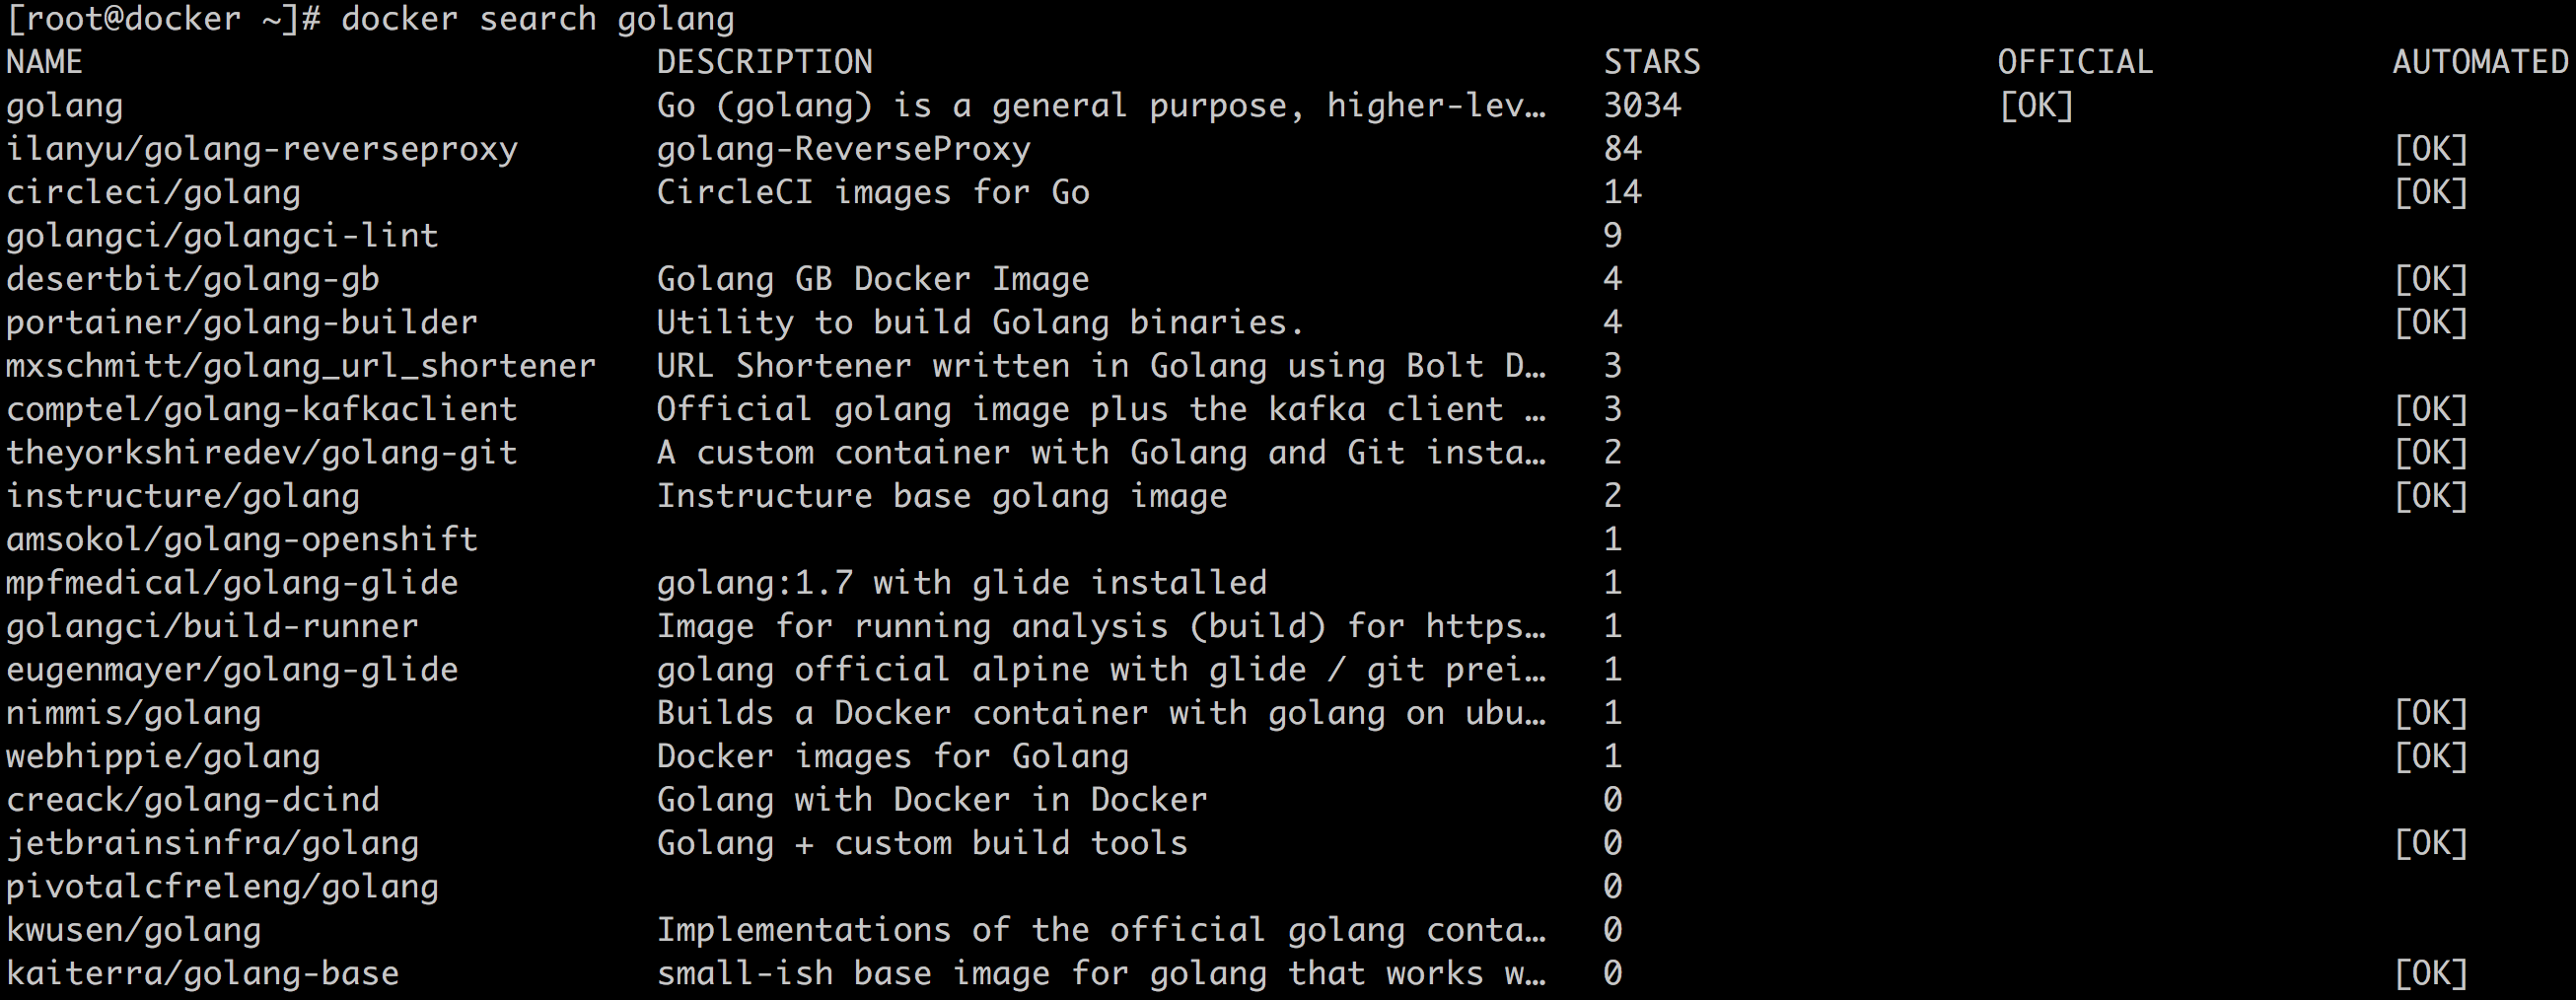 [root@docker ~]# docker search golang
NAME DESCRIPTION STARS OFFICIAL AUTOMATED
golang Go (golang) is a general purpose, higher-lev… 3034 [OK]
ilanyu/golang-reverseproxy golang-ReverseProxy 84 [OK]
circleci/golang CircleCI images for Go 14 [OK]
golangci/golangci-lint 9
desertbit/golang-gb Golang GB Docker Image 4 [OK]
portainer/golang-builder Utility to build Golang binaries. 4 [OK]
mxschmitt/golang_url_shortener URL Shortener written in Golang using Bolt D… 3
comptel/golang-kafkaclient Official golang image plus the kafka client … 3 [OK]
theyorkshiredev/golang-git A custom container with Golang and Git insta… 2 [OK]
instructure/golang Instructure base golang image 2 [OK]
amsokol/golang-openshift 1
mpfmedical/golang-glide golang:1.7 with glide installed 1
golangci/build-runner Image for running analysis (build) for https… 1
eugenmayer/golang-glide golang official alpine with glide / git prei… 1
nimmis/golang Builds a Docker container with golang on ubu… 1 [OK]
webhippie/golang Docker images for Golang 1 [OK]
creack/golang-dcind Golang with Docker in Docker 0
jetbrainsinfra/golang Golang + custom build tools 0 [OK]
pivotalcfreleng/golang 0
kwusen/golang Implementations of the official golang conta… 0
kaiterra/golang-base small-ish base image for golang that works w… 0 [OK]